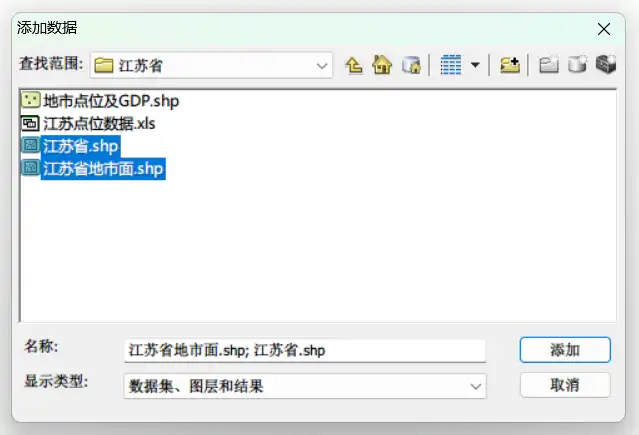 添加数据
查找范围: 江苏省
地市点位及GDP.shp
江苏点位数据.xls
江苏省.shp
江苏省地市面.shp
名称: 江苏省地市面.shp; 江苏省.shp 添加
显示类型: 数据集、图层和结果 取消